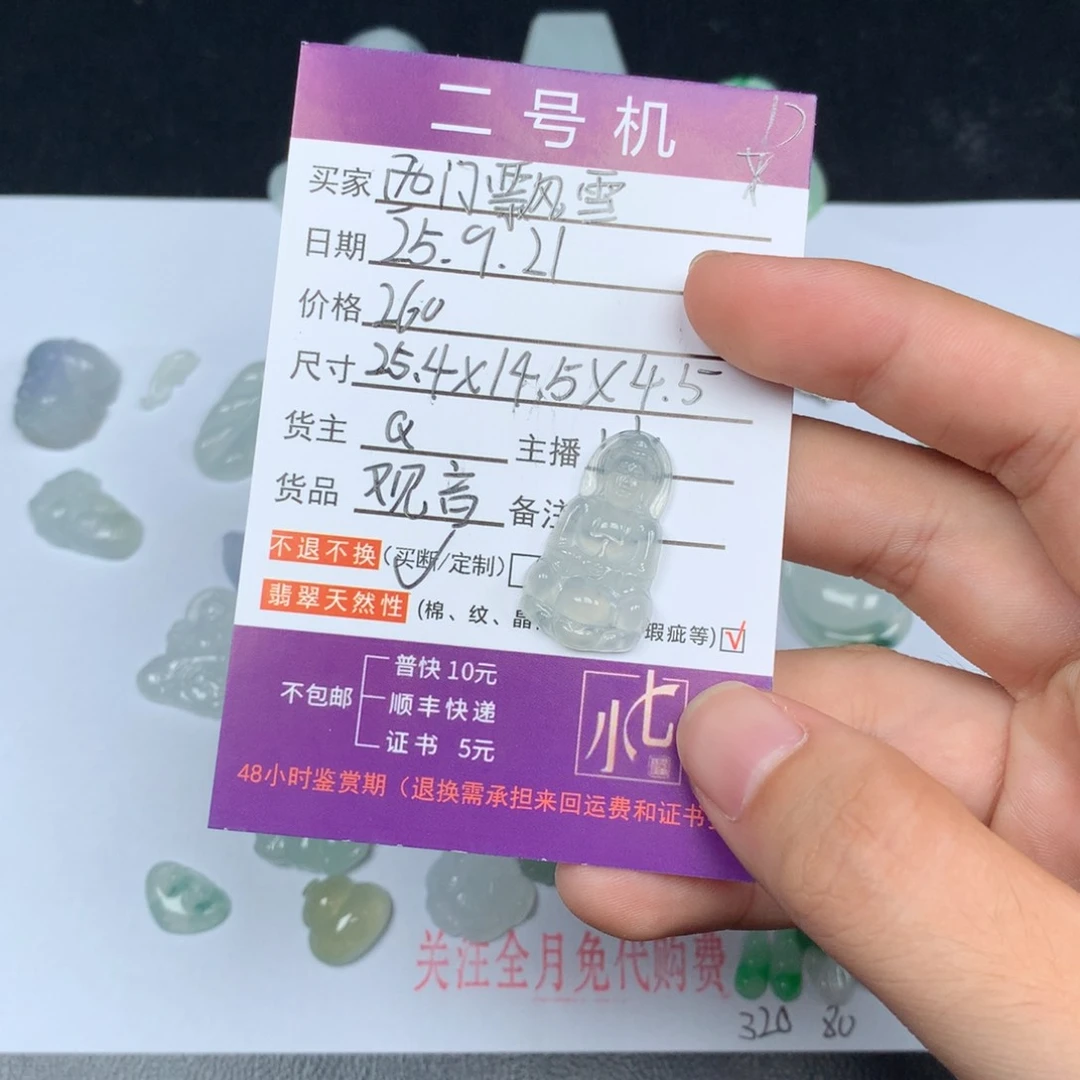 二号机
买家 西门飘雪
日期 25.9.21
价格 260
尺寸 25.4X14.5X4.5
货主 Q 主播
货品 观音 备注
不退不换(买断/定制)
翡翠天然性 (棉、纹、晶 瑕疵等) √
不包邮
普快10元
顺丰快递
证书 5元
小七
48小时鉴赏期（退换需承担来回运费和证书
关注全月免代购费
320 80